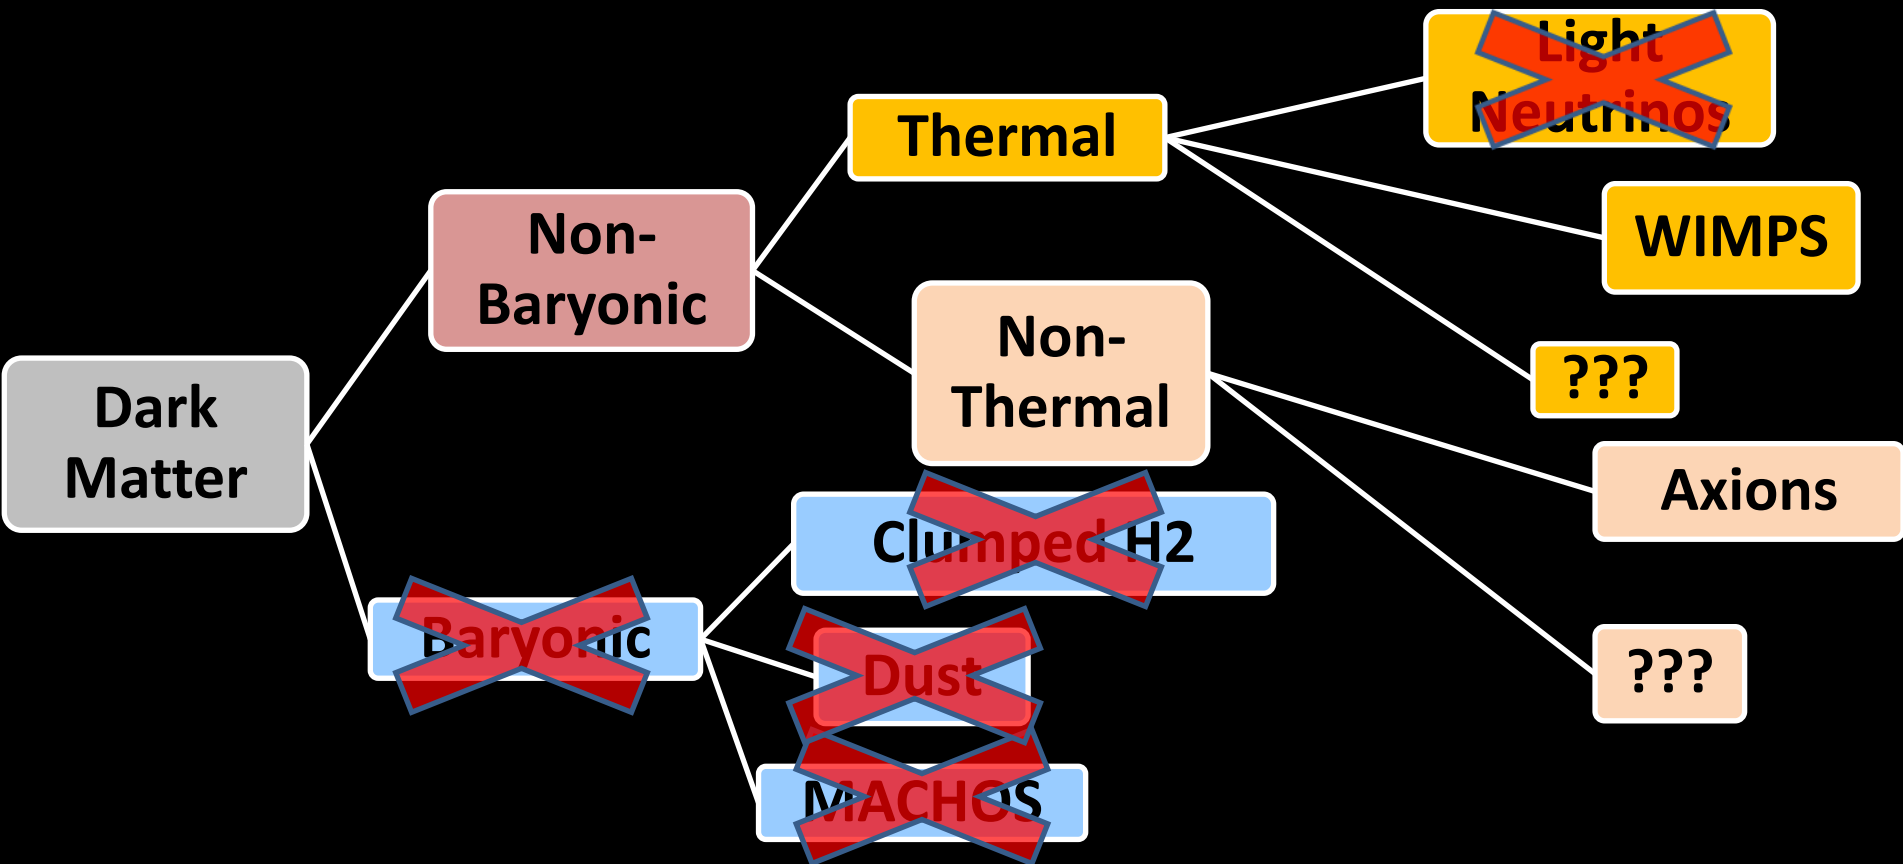 Light
Neutrinos
Thermal
WIMPS
Non-
Baryonic
Non-
Thermal
???
Dark
Matter
Axions
Clumped H2
Baryonic
Dust
???
MACHOS